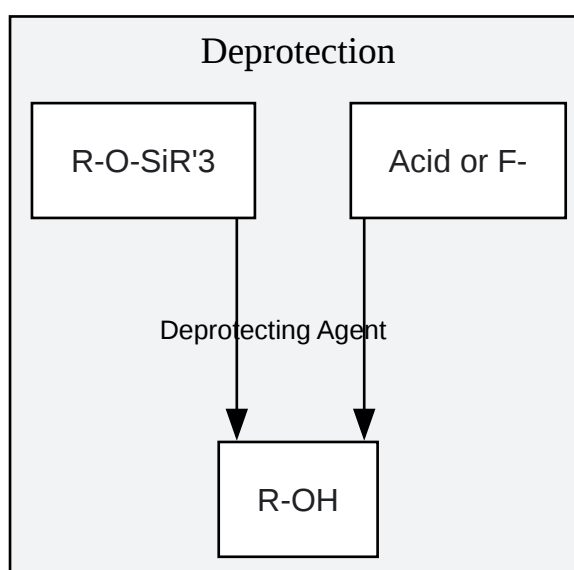 Deprotection
R-O-SiR'3
Acid or F-
Deprotecting Agent
R-OH